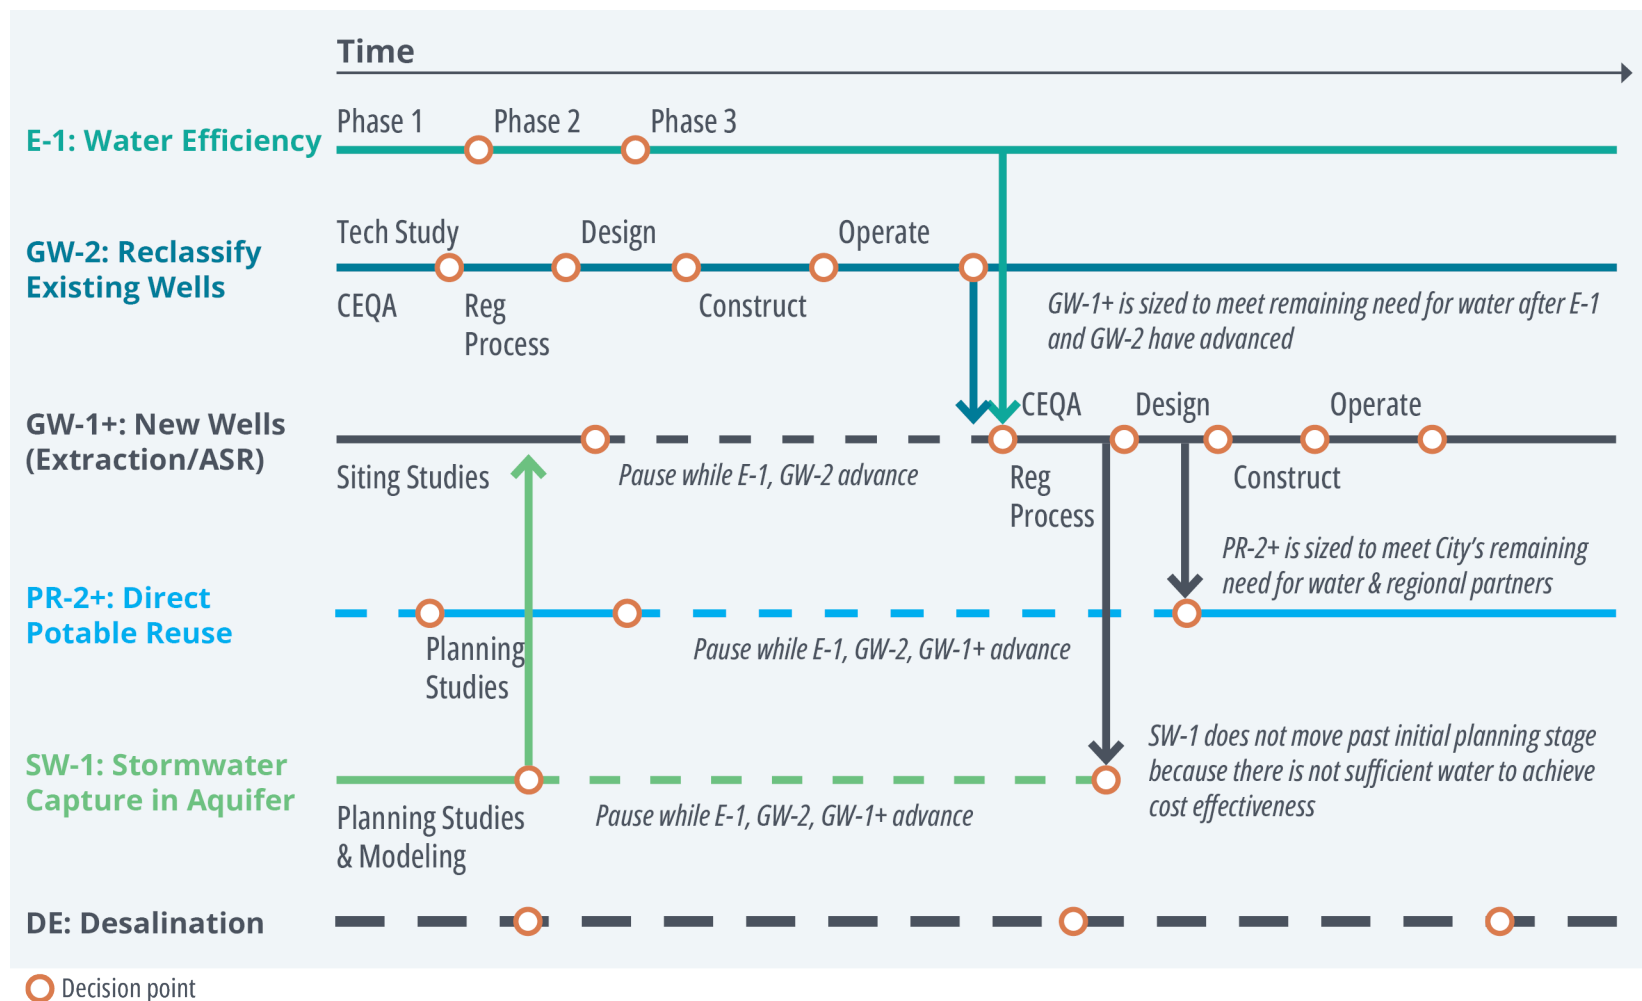 Time
E-1: Water Efficiency
Phase 1
Phase 2
Phase 3
GW-2: Reclassify
Existing Wells
Tech Study
Design
Operate
CEQA
Reg
Process
Construct
GW-1+ is sized to meet remaining need for water after E-1
and GW-2 have advanced
GW-1+: New Wells
(Extraction/ASR)
CEQA
Design
Operate
Siting Studies
Pause while E-1, GW-2 advance
Reg
Process
Construct
PR-2+ is sized to meet City’s remaining
need for water & regional partners
PR-2+: Direct
Potable Reuse
Planning
Studies
Pause while E-1, GW-2, GW-1+ advance
SW-1: Stormwater
Capture in Aquifer
SW-1 does not move past initial planning stage
because there is not sufficient water to achieve
cost effectiveness
Planning Studies
& Modeling
Pause while E-1, GW-2, GW-1+ advance
DE: Desalination
Decision point